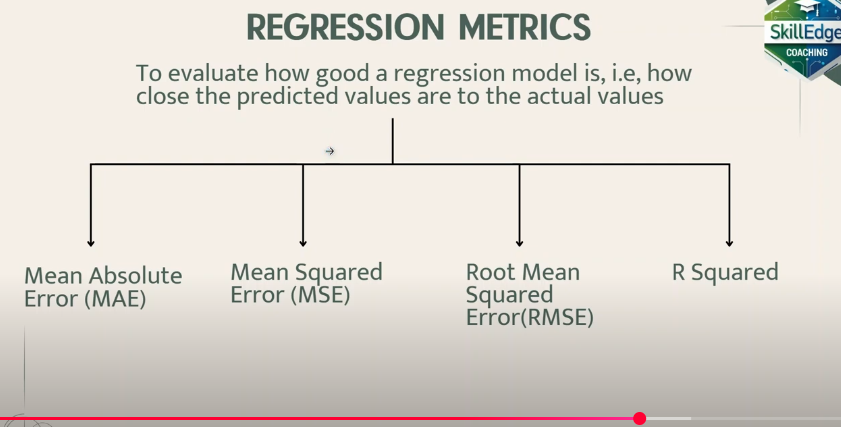 REGRESSION METRICS
SkillEdge
COACHING
To evaluate how good a regression model is, i.e, how
close the predicted values are to the actual values
Mean Absolute
Error (MAE)
Mean Squared
Error (MSE)
Root Mean
Squared
Error(RMSE)
R Squared